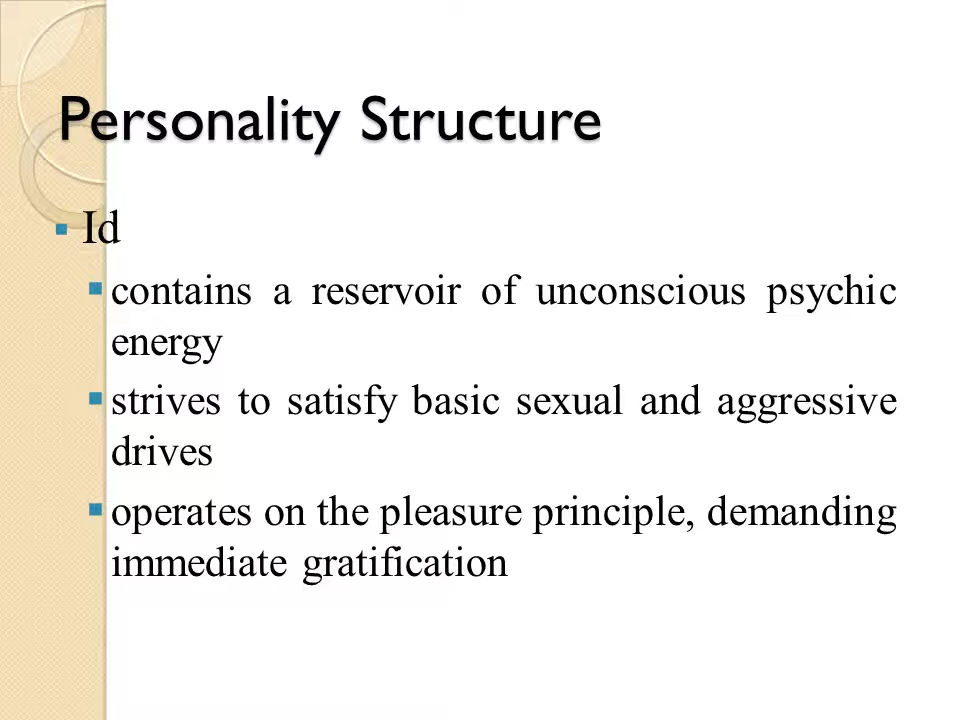 Personality Structure
Id
contains a reservoir of unconscious psychic
energy
strives to satisfy basic sexual and aggressive
drives
operates on the pleasure principle, demanding
immediate gratification